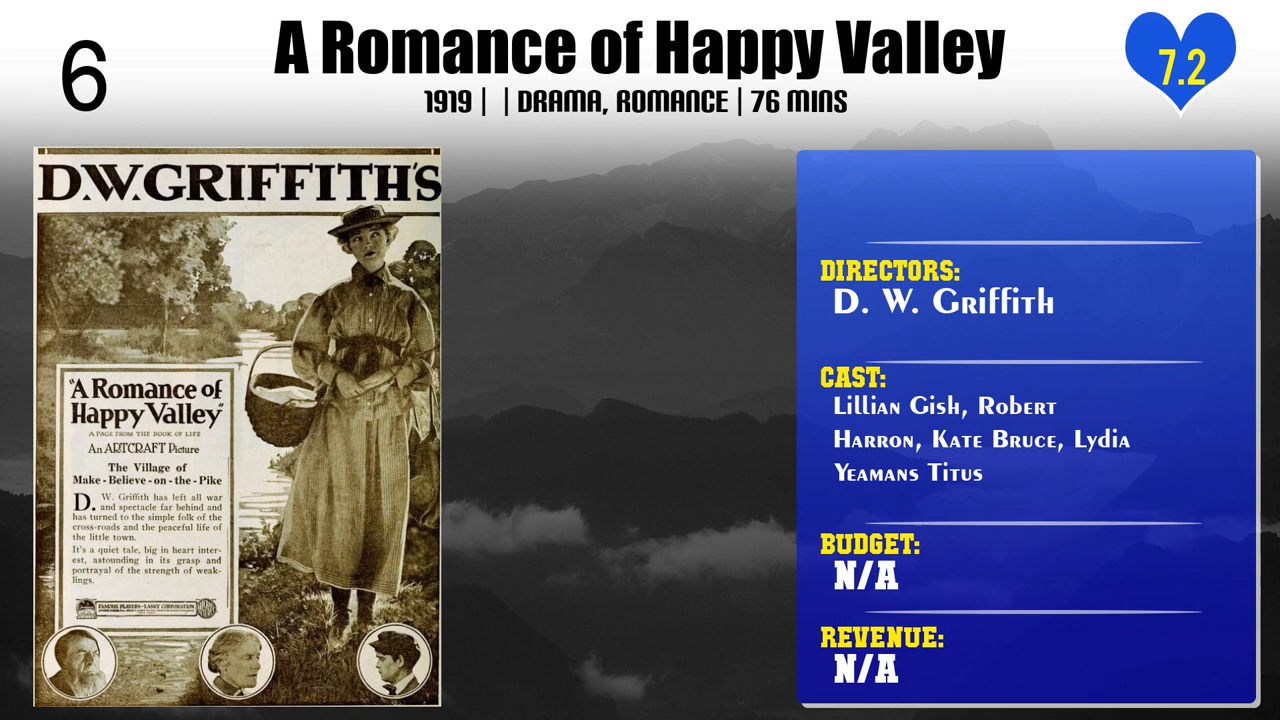 6
A Romance of Happy Valley
7.2
1919 | | DRAMA, ROMANCE | 76 MINS
D.W.GRIFFITH'S
"A Romance of
Happy Valley"
A PAGE FROM THE BOOK OF LIFE
An ARTCRAFT Picture
The Village of
Make-Believe-on-the-Pike
D. W. Griffith has left all war
and spectacle far behind and
has turned to the simple folk of the
cross-roads and the peaceful life of
the little town.
It's a quiet tale, big in heart inter-
est, astounding in its grasp and
portrayal of the strength of weak-
lings.
FAMOUS PLAYERS-LASKY CORPORATION
DIRECTORS:
D. W. Griffith
CAST:
Lillian Gish, Robert
Harron, Kate Bruce, Lydia
Yeamans Titus
BUDGET:
N/A
REVENUE:
N/A